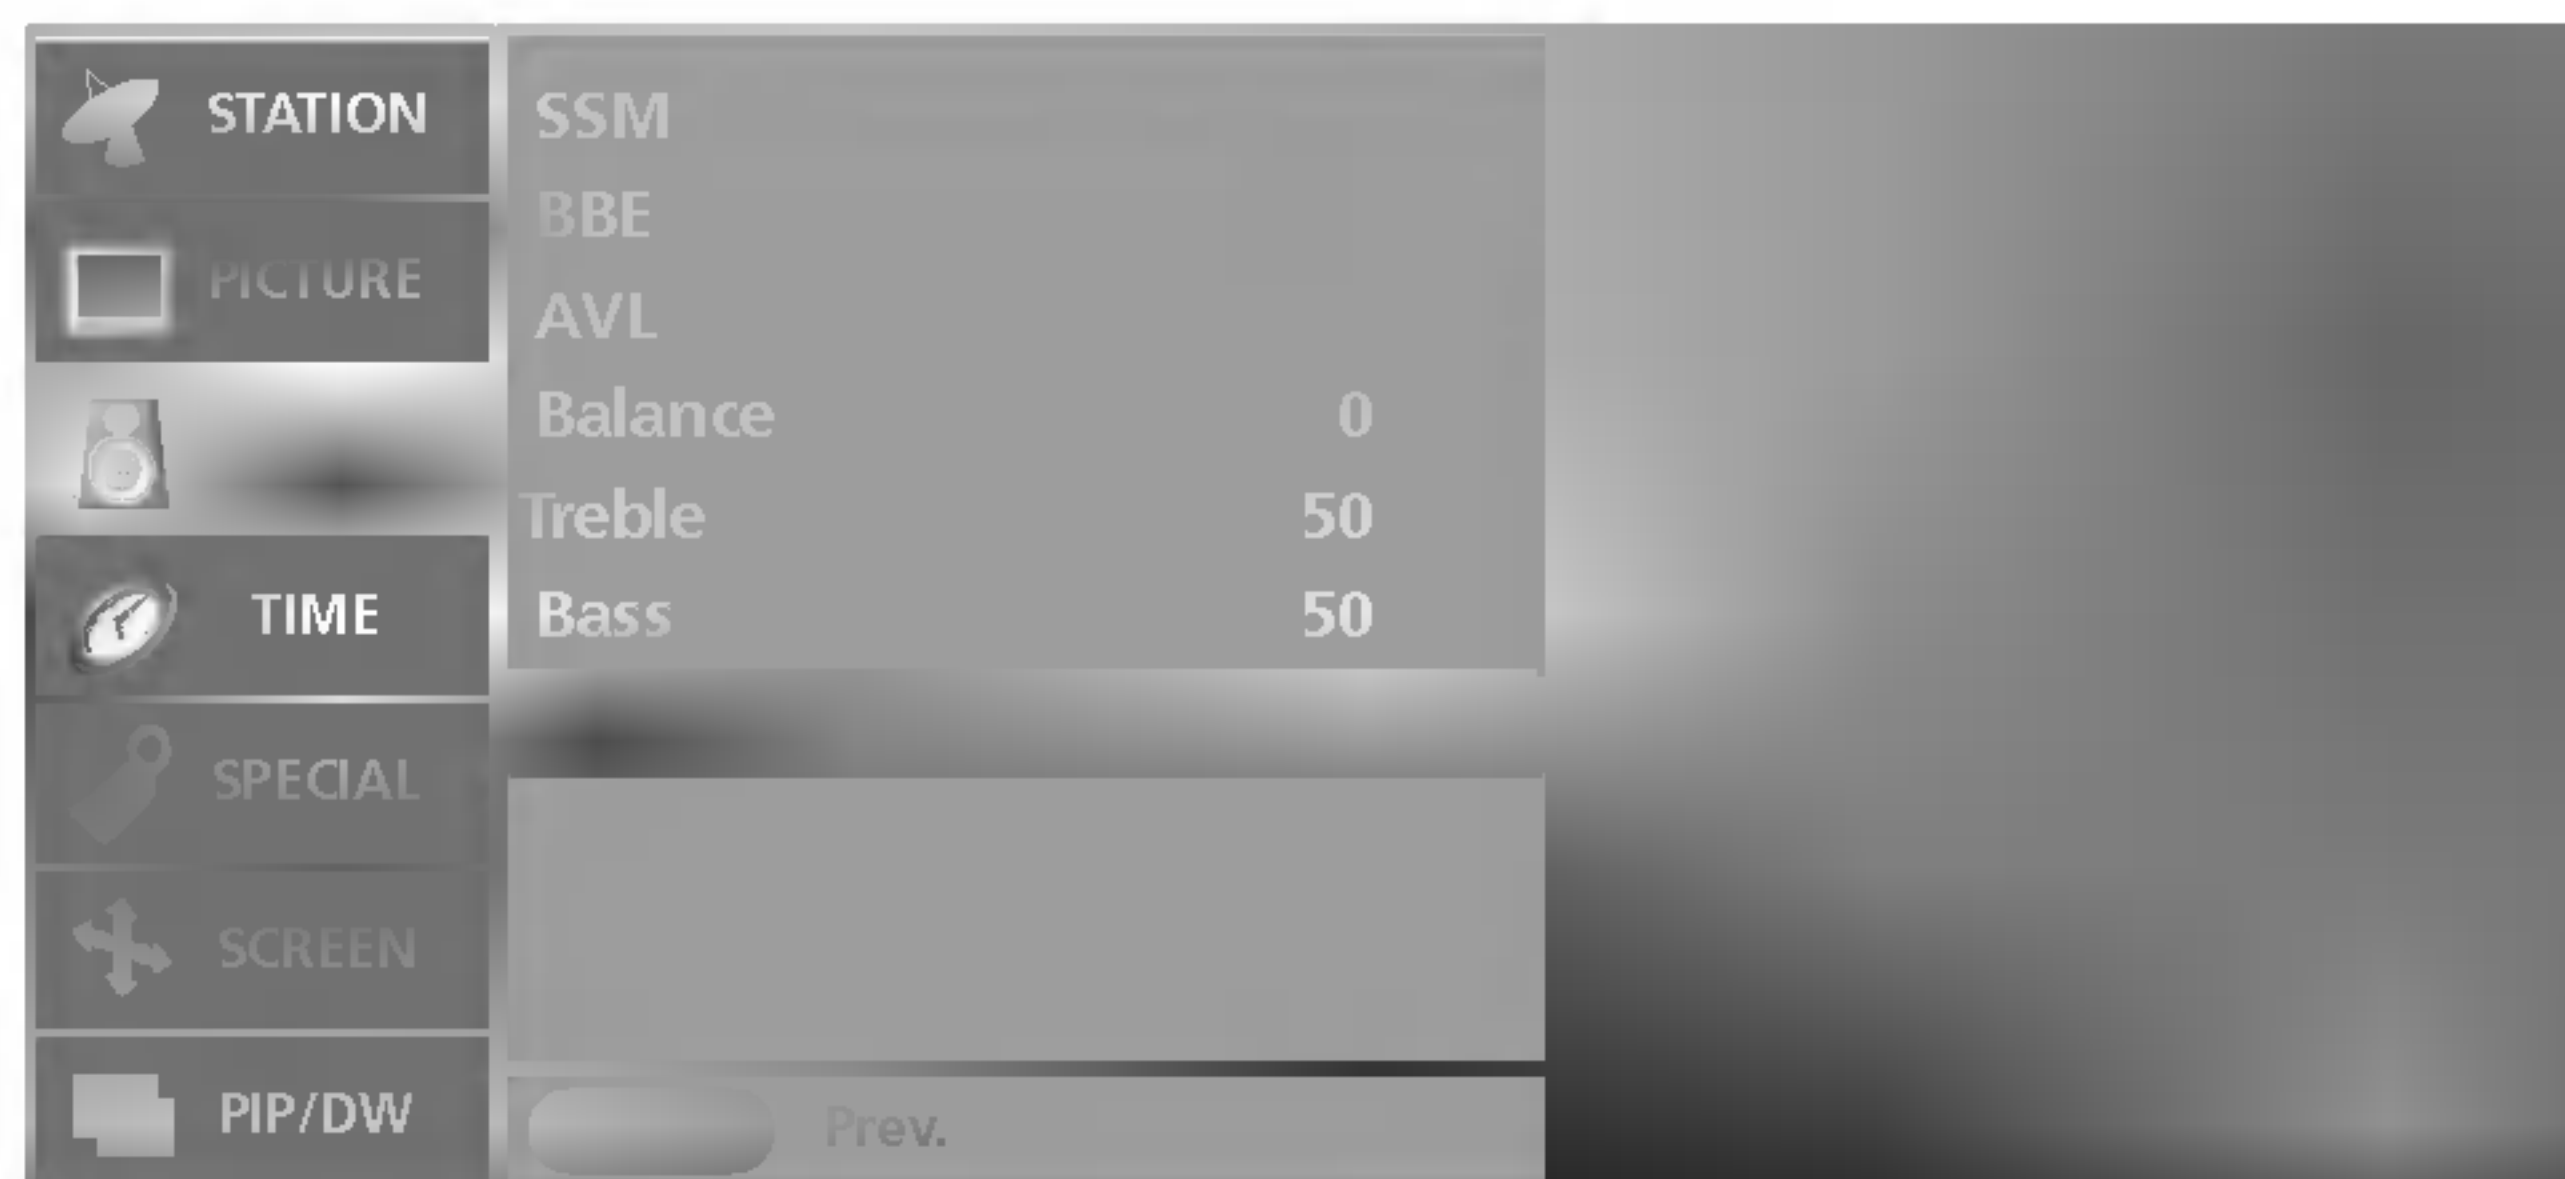 STATION
PICTURE
TIME
SPECIAL
SCREEN
PIP/DW
SSM
BBE
AVL
Balance 0
Treble 50
Bass 50
Prev.